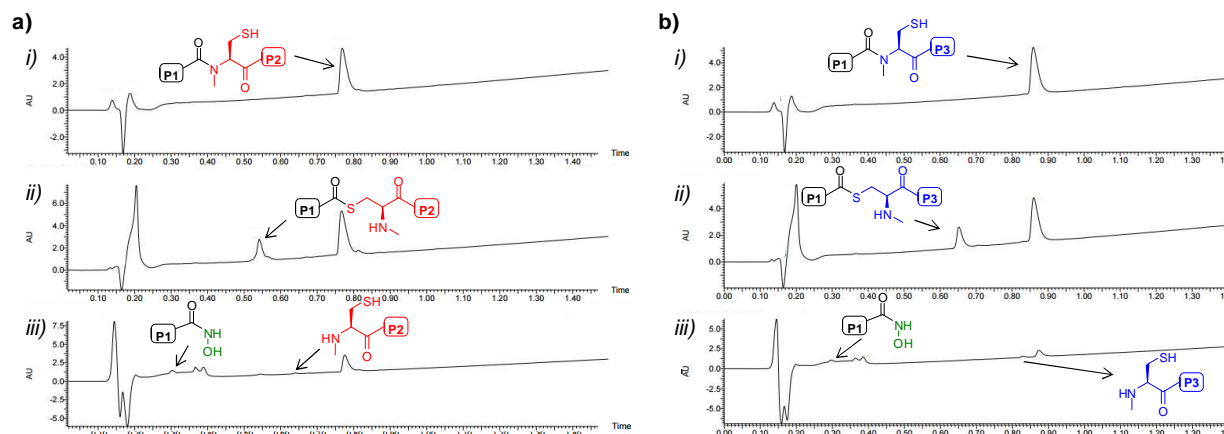 a)
i)
AU
4.0
2.0
0.0
-2.0
0.10 0.20 0.30 0.40 0.50 0.60 0.70 0.80 0.90 1.00 1.10 1.20 1.30 1.40
Time
P1 O N SH O P2
ii)
AU
6.0
4.0
2.0
0.0
0.10 0.20 0.30 0.40 0.50 0.60 0.70 0.80 0.90 1.00 1.10 1.20 1.30 1.40
Time
P1 O S O HN P2
iii)
AU
7.5
5.0
2.5
0.0
-2.5
-5.0
Time
P1 O NH OH
SH HN O P2
b)
i)
AU
4.0
2.0
0.0
-2.0
0.00 0.10 0.20 0.30 0.40 0.50 0.60 0.70 0.80 0.90 1.00 1.10 1.20 1.30
P1 O N SH O P3
ii)
AU
4.0
2.0
0.0
0.00 0.10 0.20 0.30 0.40 0.50 0.60 0.70 0.80 0.90 1.00 1.10 1.20 1.30
P1 O S O HN P3
iii)
AU
5.0
2.5
0.0
-2.5
-5.0
0.00 0.10 0.20 0.30 0.40 0.50 0.60 0.70 0.80 0.90 1.00 1.10 1.20 1.30
P1 O NH OH
SH HN O P3